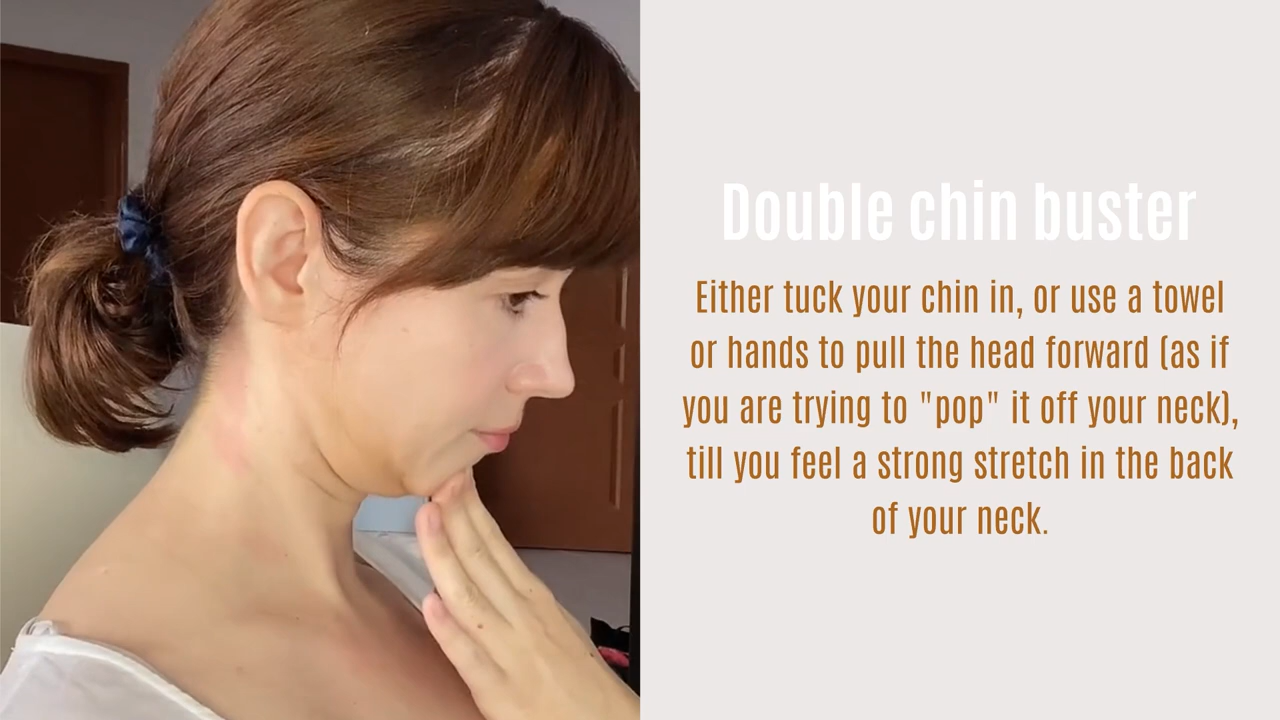 Double chin buster
Either tuck your chin in, or use a towel
or hands to pull the head forward (as if
you are trying to "pop" it off your neck),
till you feel a strong stretch in the back
of your neck.